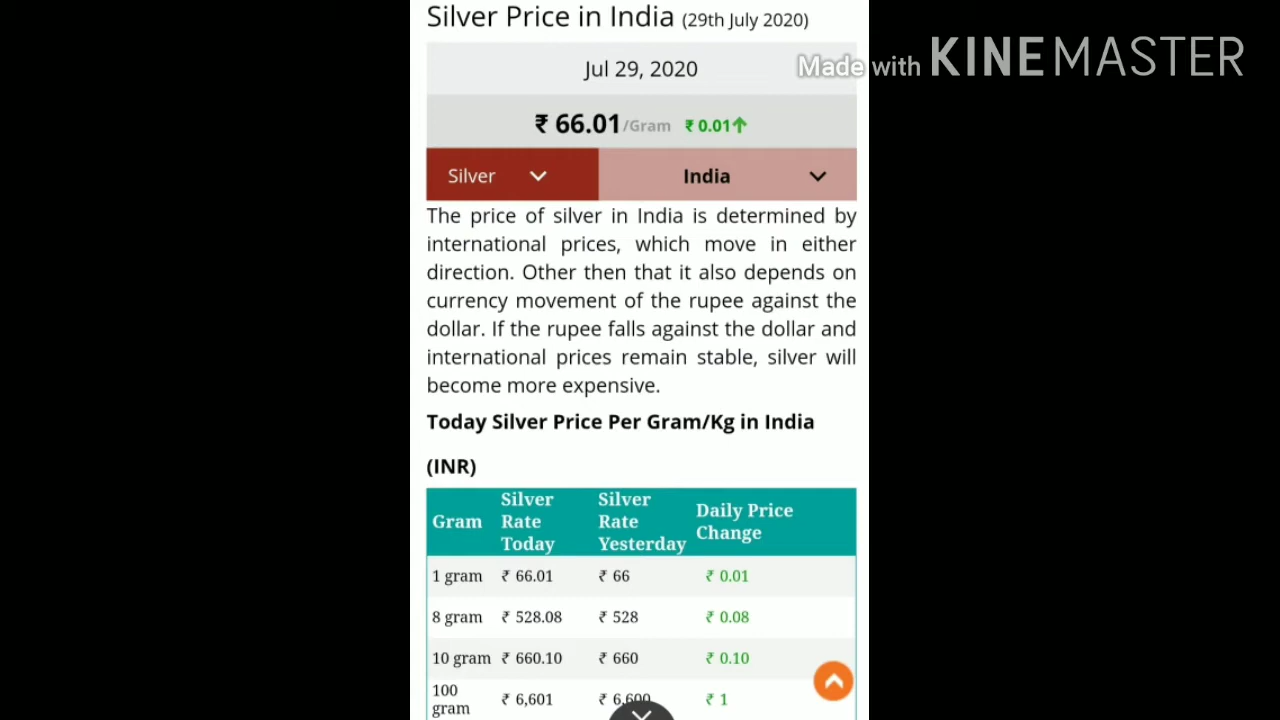 Silver Price in India (29th July 2020)
Made with KINEMASTER
Jul 29, 2020
₹ 66.01/Gram ₹ 0.01
Silver India
The price of silver in India is determined by
international prices, which move in either
direction. Other then that it also depends on
currency movement of the rupee against the
dollar. If the rupee falls against the dollar and
international prices remain stable, silver will
become more expensive.
Today Silver Price Per Gram/Kg in India
(INR)
Gram Silver Rate Today Silver Rate Yesterday Daily Price Change
1 gram ₹ 66.01 ₹ 66 ₹ 0.01
8 gram ₹ 528.08 ₹ 528 ₹ 0.08
10 gram ₹ 660.10 ₹ 660 ₹ 0.10
100 gram ₹ 6,601 ₹ 6,600 ₹ 1